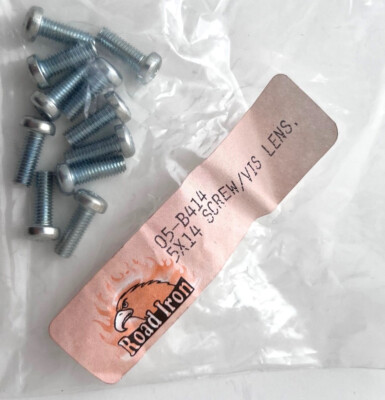 05-B414
5X14 SCREW/VIS LENS.
Road Iron